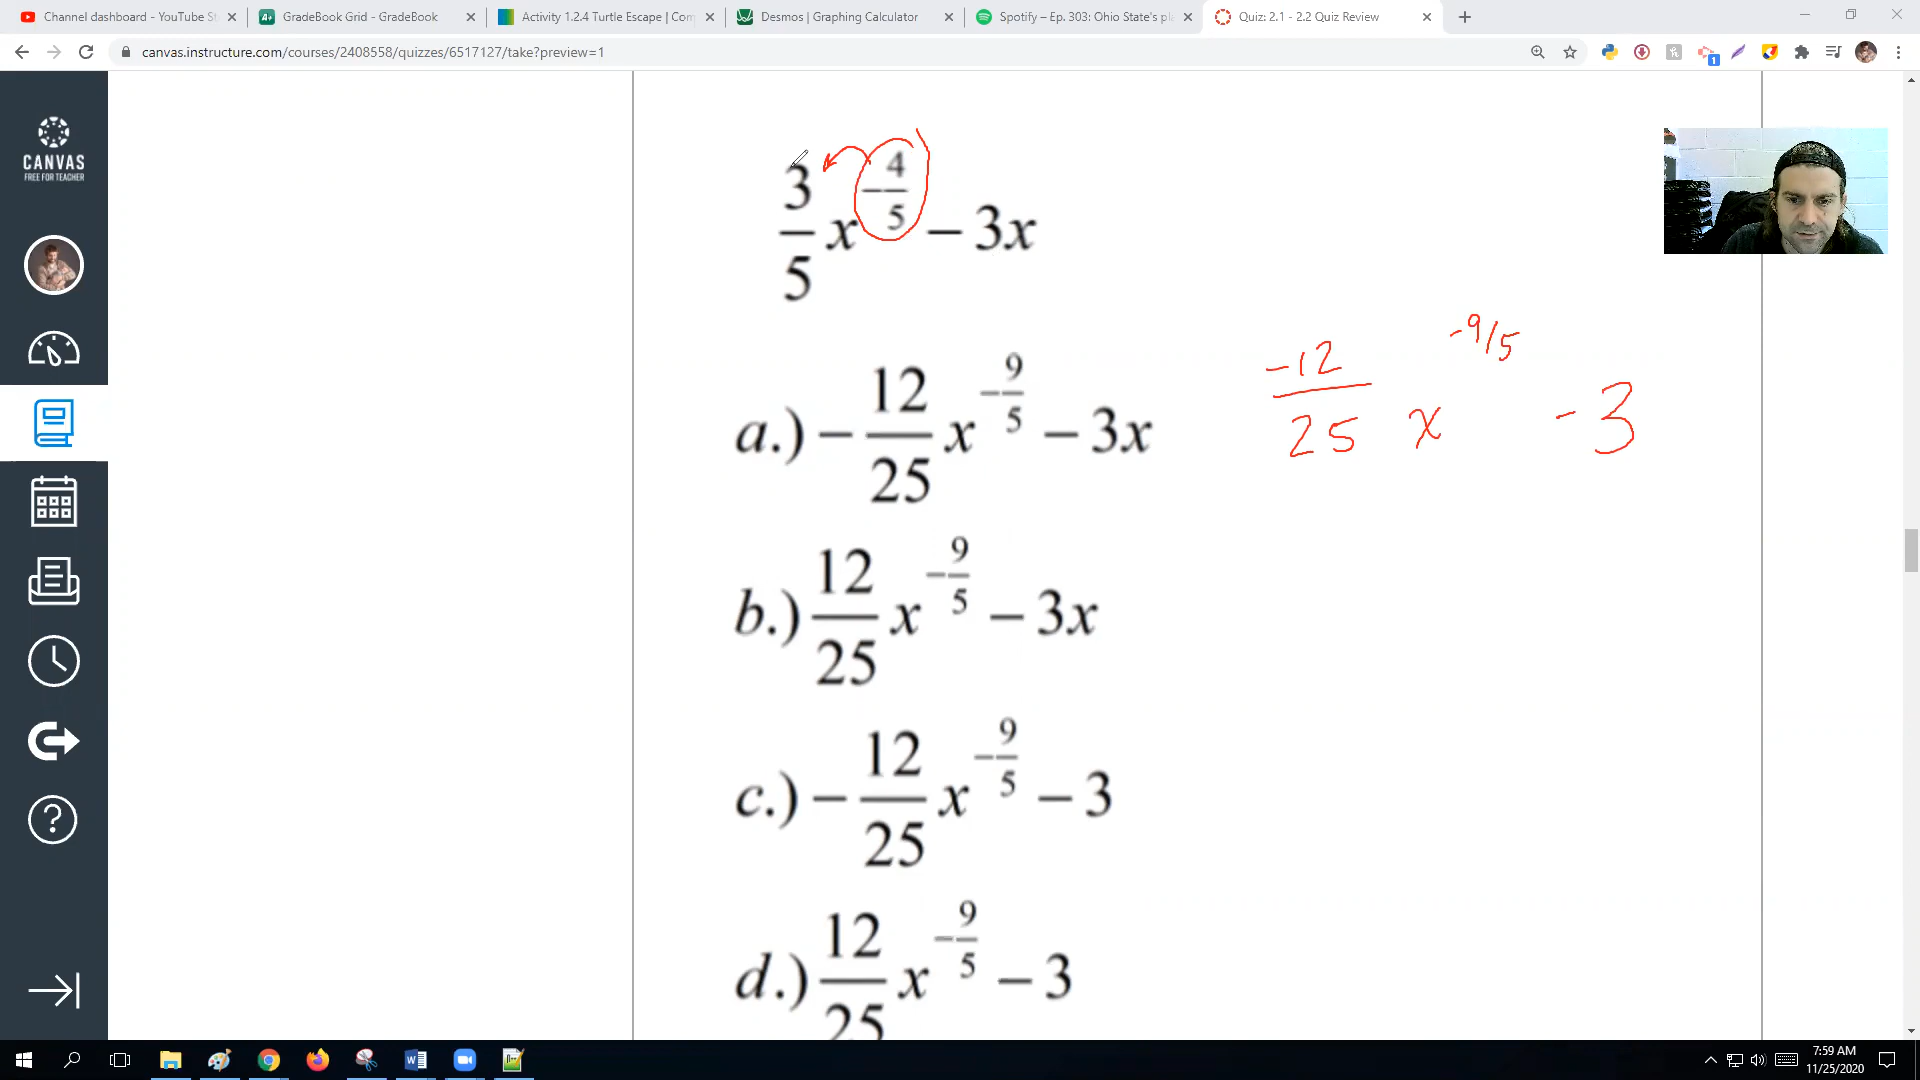 Channel dashboard - YouTube St
GradeBook Grid - GradeBook
Activity 1.2.4 Turtle Escape | Com
Desmos | Graphing Calculator
Spotify – Ep. 303: Ohio State's pl
Quiz: 2.1 - 2.2 Quiz Review
canvas.instructure.com/courses/2408558/quizzes/6517127/take?preview=1
1
CANVAS
FREE FOR TEACHER
3/5 x^(-4/5) – 3x
a.) – 12/25 x^(-9/5) – 3x
-12/25 x^(-9/5) - 3
b.) 12/25 x^(-9/5) – 3x
c.) – 12/25 x^(-9/5) – 3
d.) 12/25 x^(-9/5) – 3
7:59 AM
11/25/2020